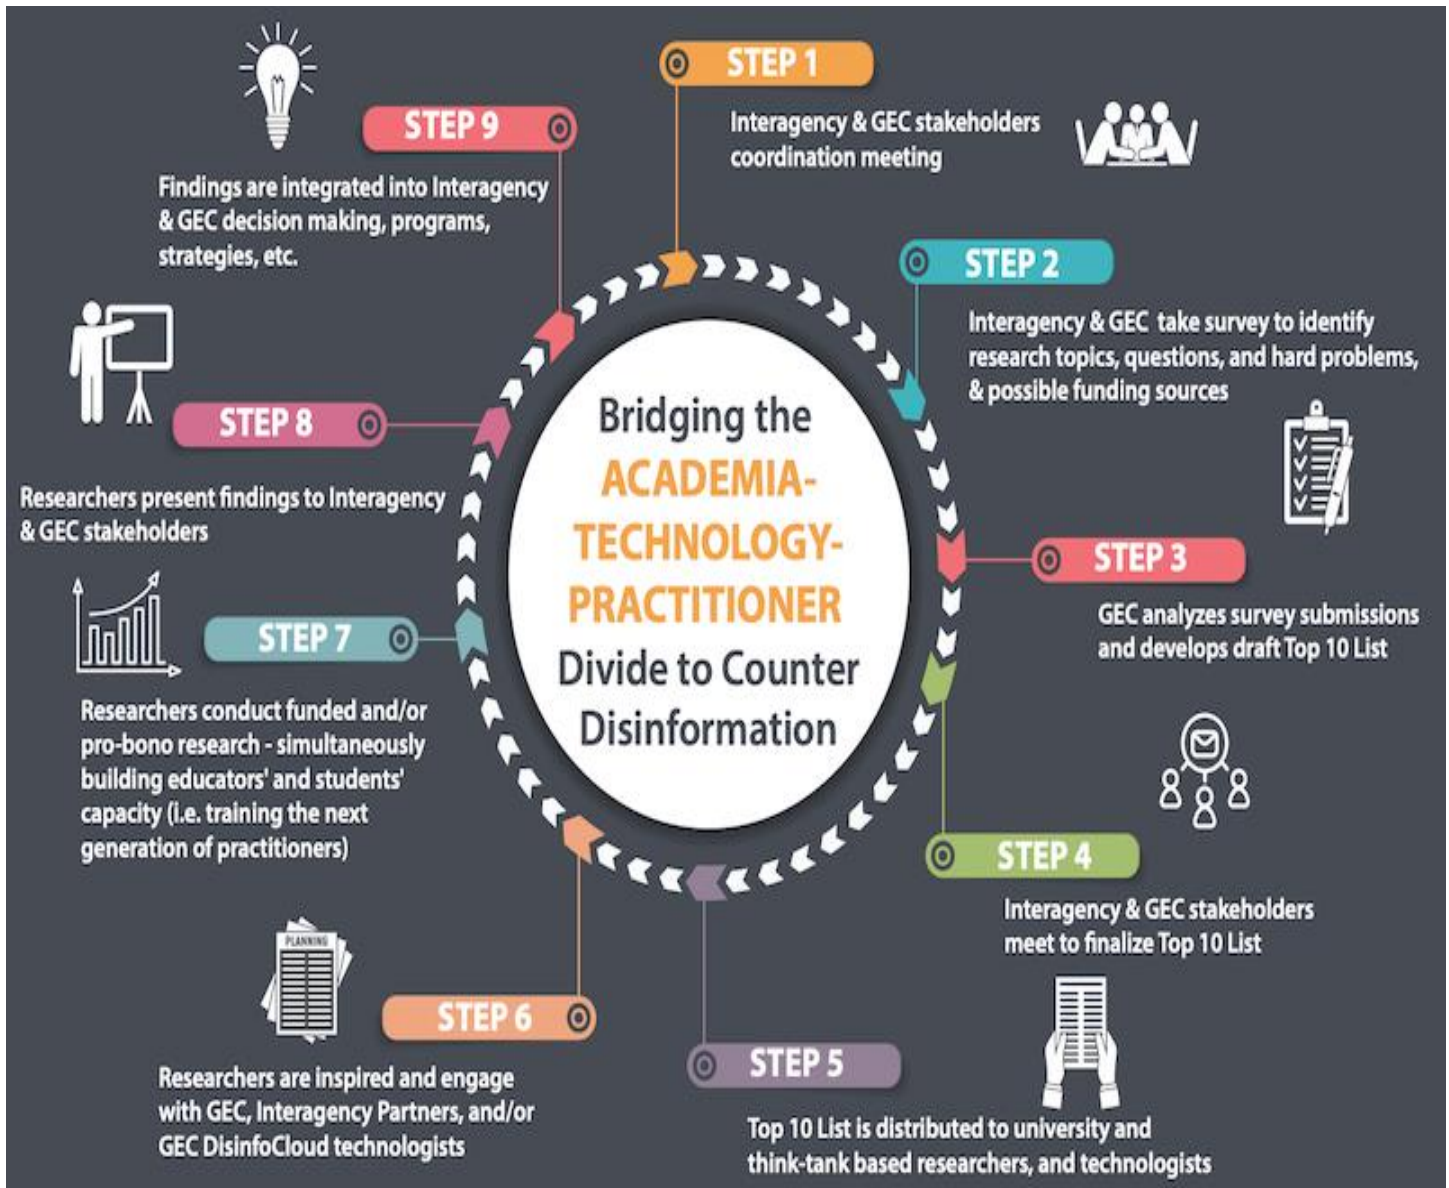 STEP 1
Interagency & GEC stakeholders
coordination meeting
STEP 2
Interagency & GEC take survey to identify
research topics, questions, and hard problems,
& possible funding sources
STEP 3
GEC analyzes survey submissions
and develops draft Top 10 List
STEP 4
Interagency & GEC stakeholders
meet to finalize Top 10 List
STEP 5
Top 10 List is distributed to university and
think-tank based researchers, and technologists
STEP 6
PLANNING
Researchers are inspired and engage
with GEC, Interagency Partners, and/or
GEC DisinfoCloud technologists
STEP 7
Researchers conduct funded and/or
pro-bono research - simultaneously
building educators' and students'
capacity (i.e. training the next
generation of practitioners)
STEP 8
Researchers present findings to Interagency
& GEC stakeholders
STEP 9
Findings are integrated into Interagency
& GEC decision making, programs,
strategies, etc.
Bridging the
ACADEMIA-
TECHNOLOGY-
PRACTITIONER
Divide to Counter
Disinformation